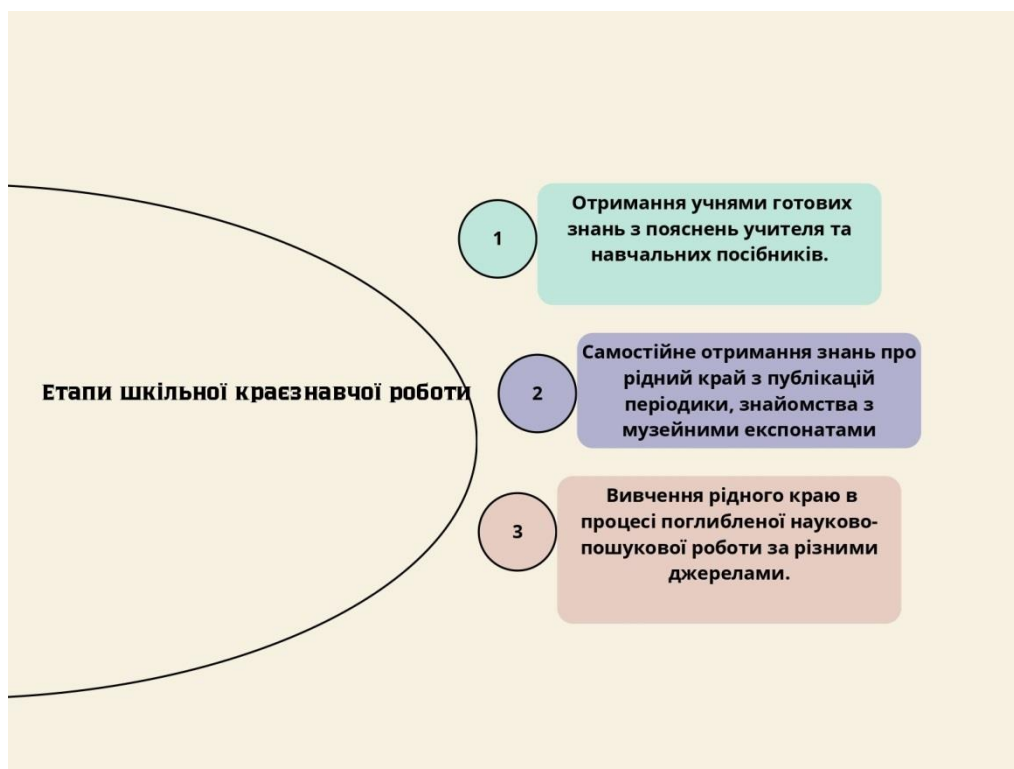 Етапи шкільної краєзнавчої роботи
1
Отримання учнями готових
знань з пояснень учителя та
навчальних посібників.
2
Самостійне отримання знань про
рідний край з публікацій
періодики, знайомства з
музейними експонатами
3
Вивчення рідного краю в
процесі поглибленої науково-
пошукової роботи за різними
джерелами.